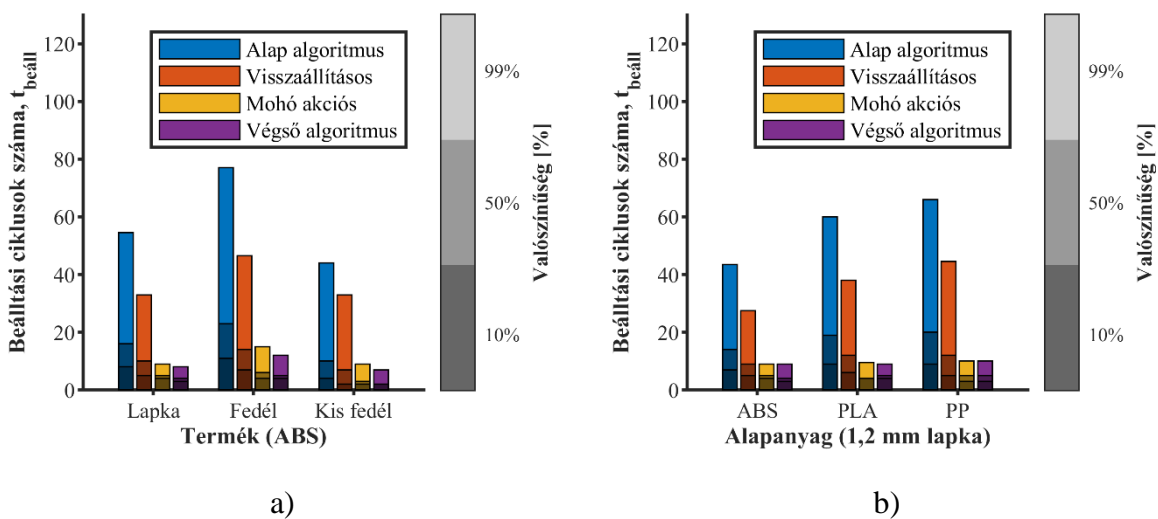 Beálltási ciklusok száma, t_beáll
120
100
80
60
40
20
0
Alap algoritmus
Visszaállításos
Mohó akciós
Végső algoritmus
Lapka
Fedél
Kis fedél
Termék (ABS)
99%
50%
10%
Valószínűség [%]
a)
Beálltási ciklusok száma, t_beáll
120
100
80
60
40
20
0
Alap algoritmus
Visszaállításos
Mohó akciós
Végső algoritmus
ABS
PLA
PP
Alapanyag (1,2 mm lapka)
99%
50%
10%
Valószínűség [%]
b)